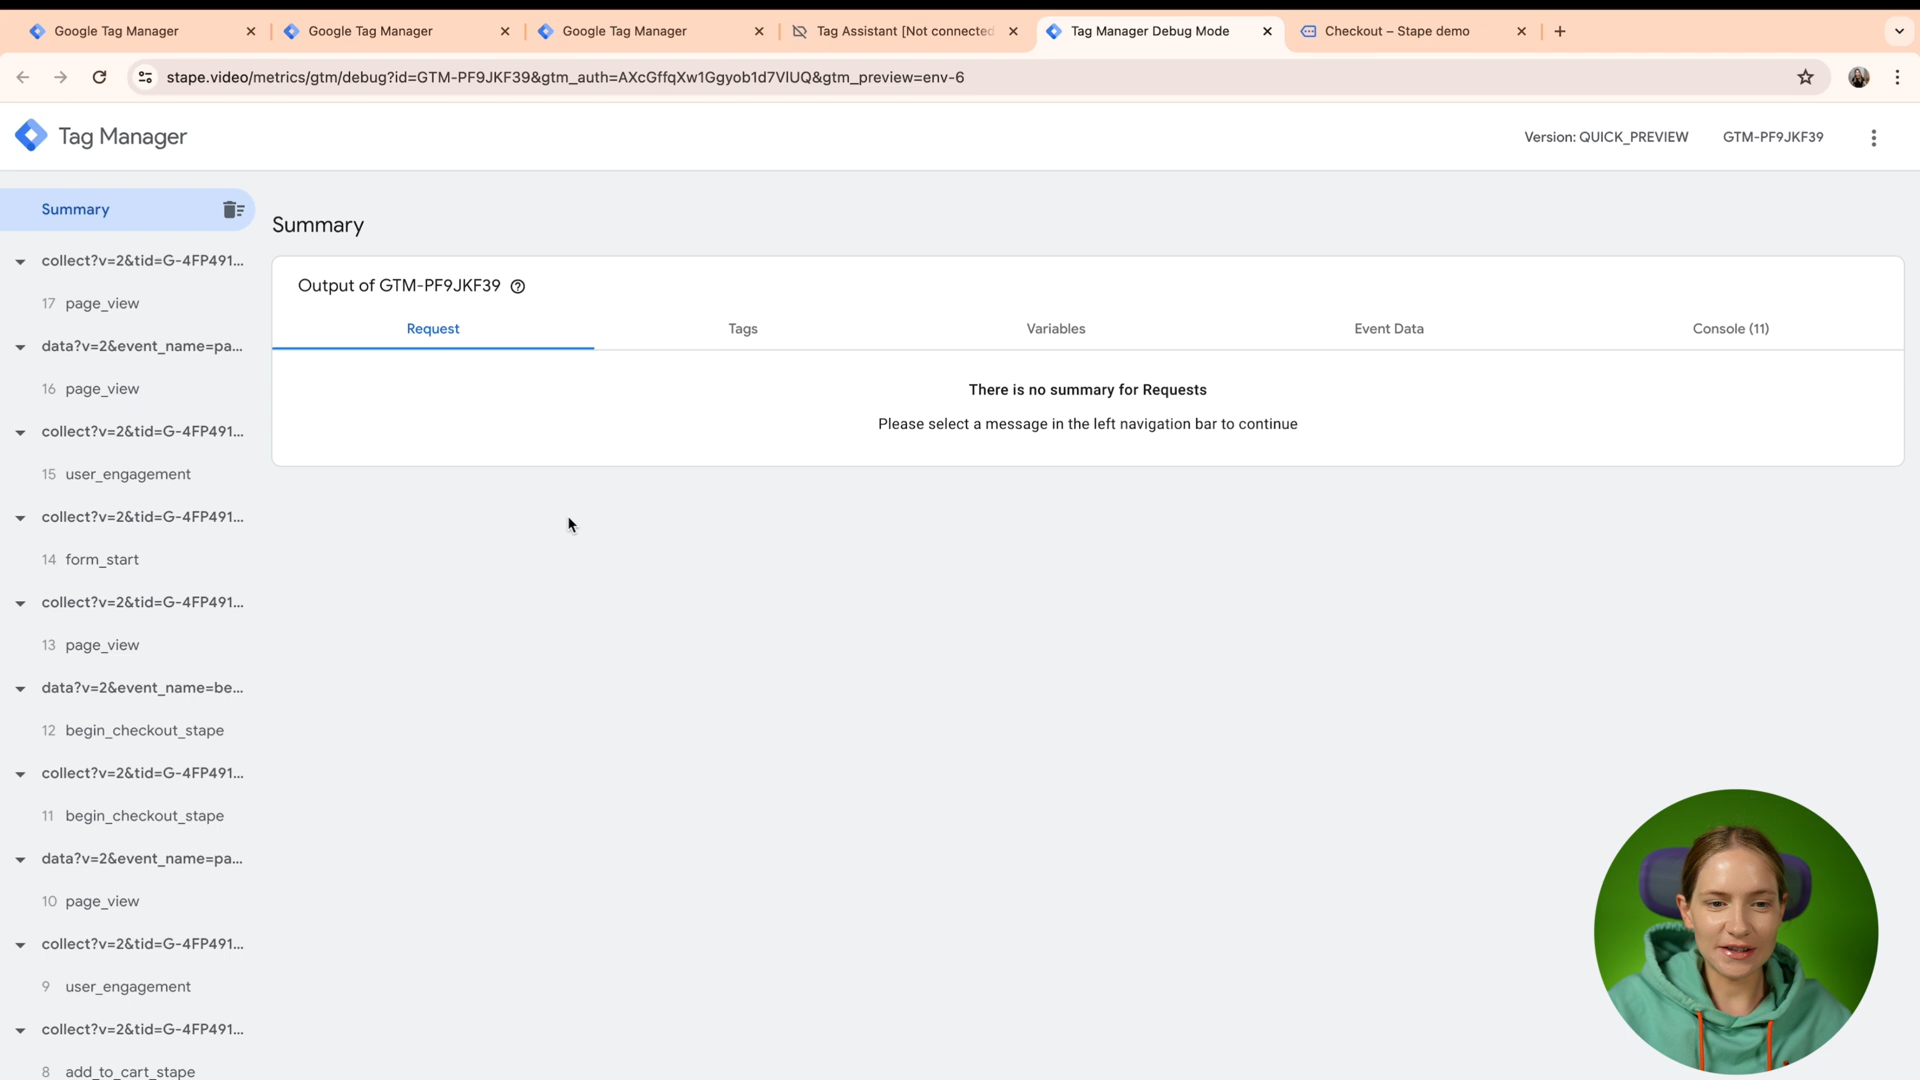 Google Tag Manager
Google Tag Manager
Google Tag Manager
Tag Assistant [Not connected
Tag Manager Debug Mode
Checkout – Stape demo
stape.video/metrics/gtm/debug?id=GTM-PF9JKF39&gtm_auth=AXcGffqXw1Ggyob1d7VlUQ&gtm_preview=env-6
Tag Manager
Version: QUICK_PREVIEW
GTM-PF9JKF39
Summary
collect?v=2&tid=G-4FP491...
17 page_view
data?v=2&event_name=pa...
16 page_view
collect?v=2&tid=G-4FP491...
15 user_engagement
collect?v=2&tid=G-4FP491...
14 form_start
collect?v=2&tid=G-4FP491...
13 page_view
data?v=2&event_name=be...
12 begin_checkout_stape
collect?v=2&tid=G-4FP491...
11 begin_checkout_stape
data?v=2&event_name=pa...
10 page_view
collect?v=2&tid=G-4FP491...
9 user_engagement
collect?v=2&tid=G-4FP491...
8 add_to_cart_stape
Summary
Output of GTM-PF9JKF39
Request
Tags
Variables
Event Data
Console (11)
There is no summary for Requests
Please select a message in the left navigation bar to continue